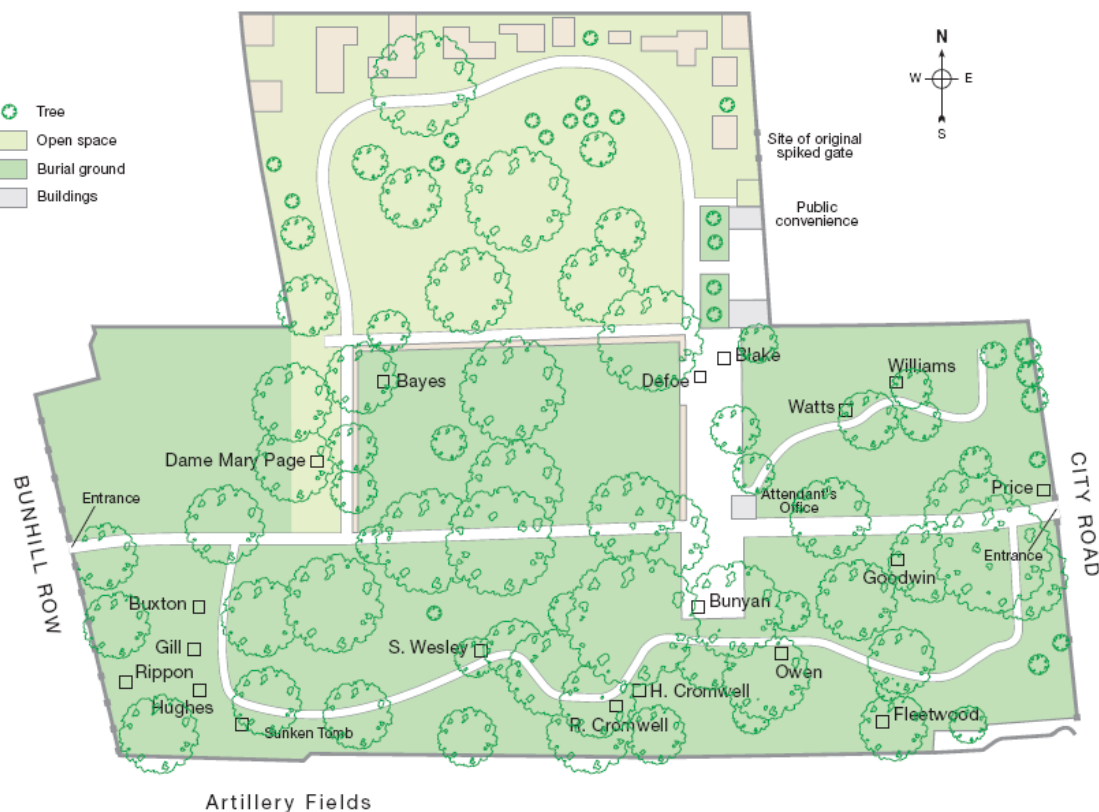 N
W E
S
Tree
Open space
Burial ground
Buildings
Site of original
spiked gate
Public
convenience
Blake
Defoe
Bayes
Williams
Watts
Dame Mary Page
Price
Attendant's
Office
Entrance
Entrance
BUNHILL ROW
CITY ROAD
Goodwin
Buxton
Bunyan
Gill
S. Wesley
Rippon
Owen
Hughes
H. Cromwell
R. Cromwell
Fleetwood
Sunken Tomb
Artillery Fields